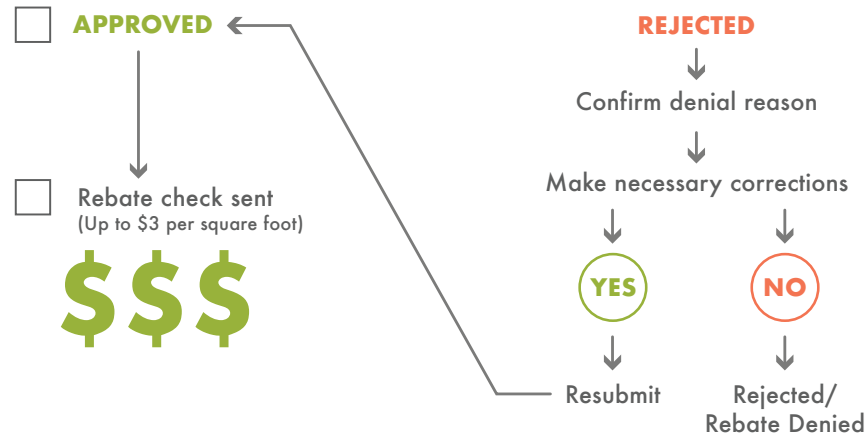 APPROVED
Rebate check sent
(Up to $3 per square foot)
$$$
REJECTED
Confirm denial reason
Make necessary corrections
YES
NO
Resubmit
Rejected/
Rebate Denied